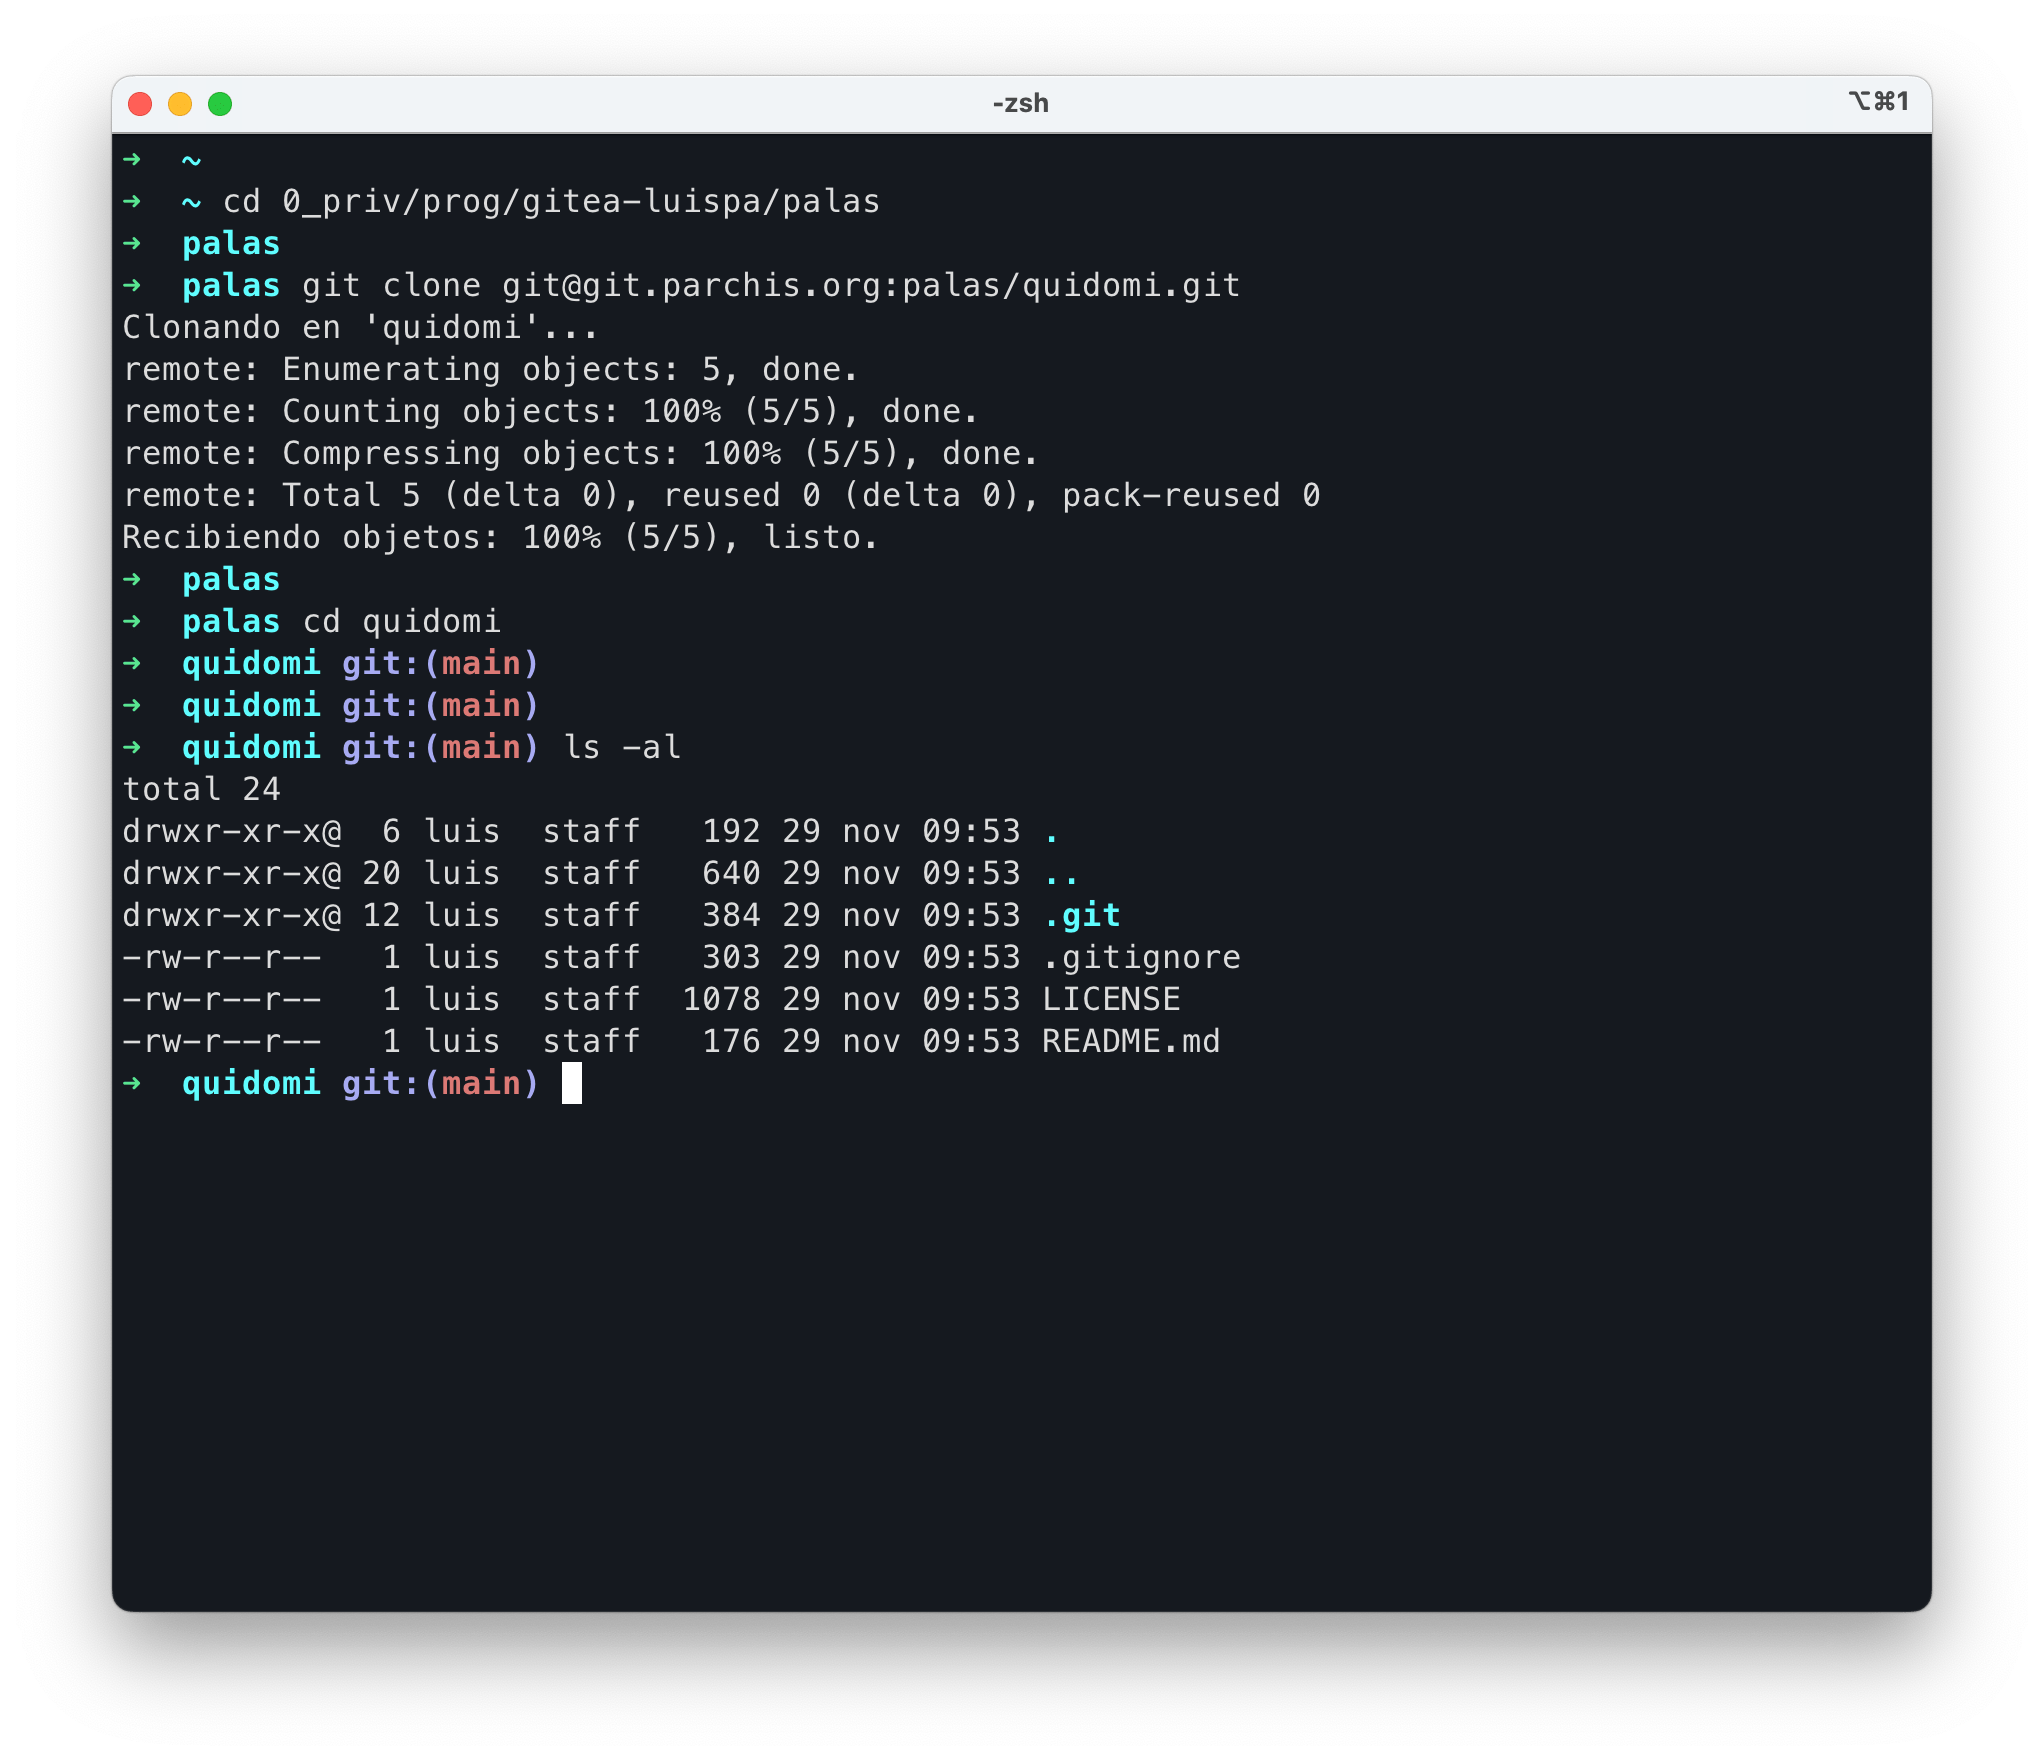 -zsh ⌥⌘1
➜  ~
➜  ~ cd 0_priv/prog/gitea-luispa/palas
➜  palas
➜  palas git clone git@git.parchis.org:palas/quidomi.git
Clonando en 'quidomi'...
remote: Enumerating objects: 5, done.
remote: Counting objects: 100% (5/5), done.
remote: Compressing objects: 100% (5/5), done.
remote: Total 5 (delta 0), reused 0 (delta 0), pack-reused 0
Recibiendo objetos: 100% (5/5), listo.
➜  palas
➜  palas cd quidomi
➜  quidomi git:(main)
➜  quidomi git:(main)
➜  quidomi git:(main) ls -al
total 24
drwxr-xr-x@  6 luis  staff   192 29 nov 09:53 .
drwxr-xr-x@ 20 luis  staff   640 29 nov 09:53 ..
drwxr-xr-x@ 12 luis  staff   384 29 nov 09:53 .git
-rw-r--r--   1 luis  staff   303 29 nov 09:53 .gitignore
-rw-r--r--   1 luis  staff  1078 29 nov 09:53 LICENSE
-rw-r--r--   1 luis  staff   176 29 nov 09:53 README.md
➜  quidomi git:(main)